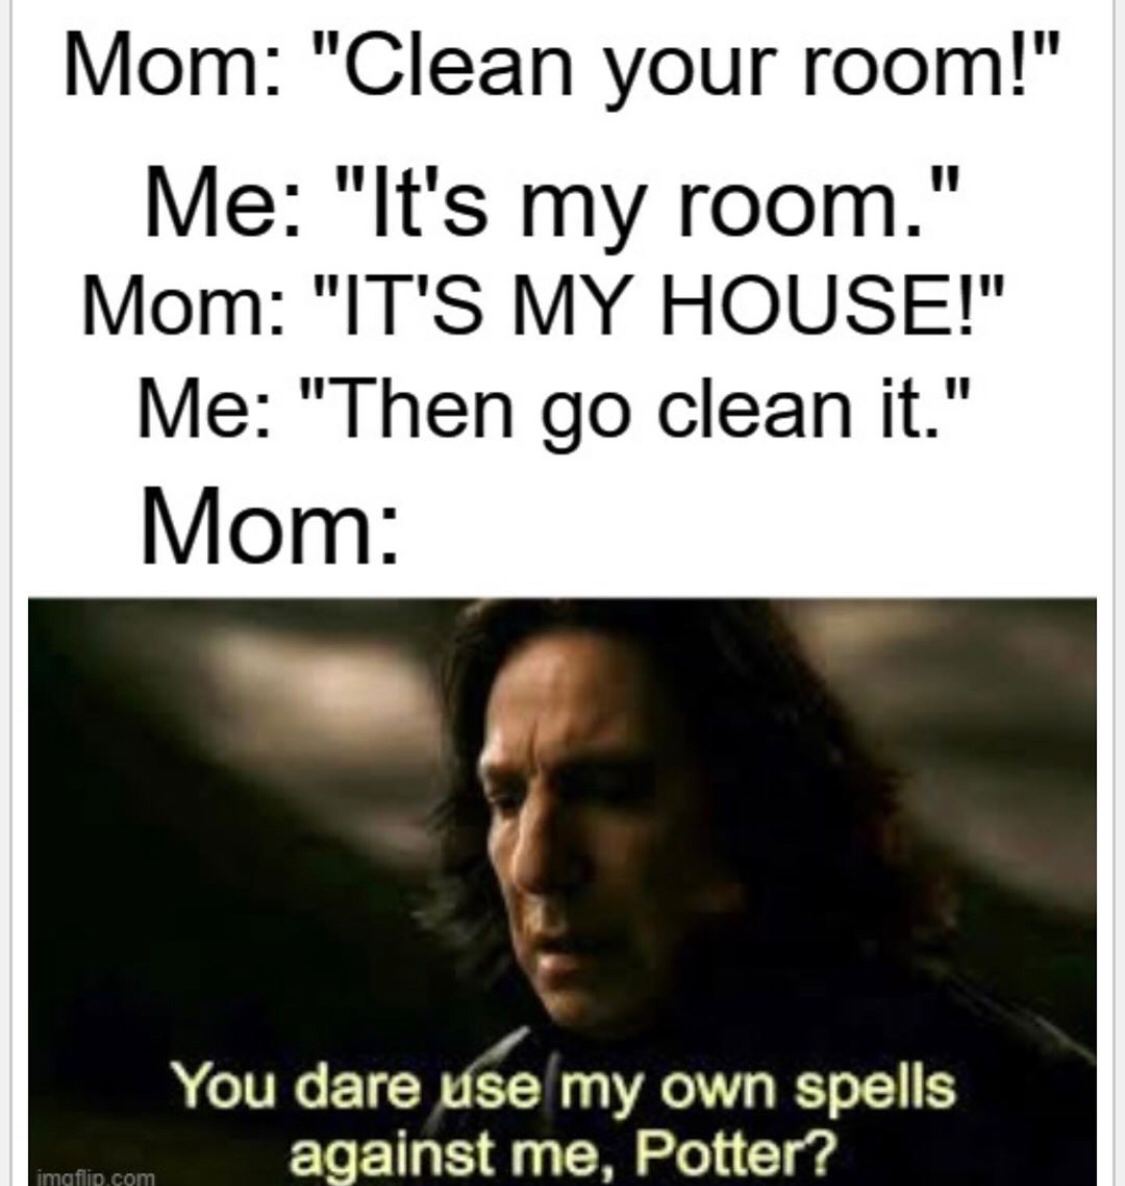 Mom: "Clean your room!"
Me: "It's my room."
Mom: "IT'S MY HOUSE!"
Me: "Then go clean it."
Mom:
You dare use my own spells
against me, Potter?
imgflip.com